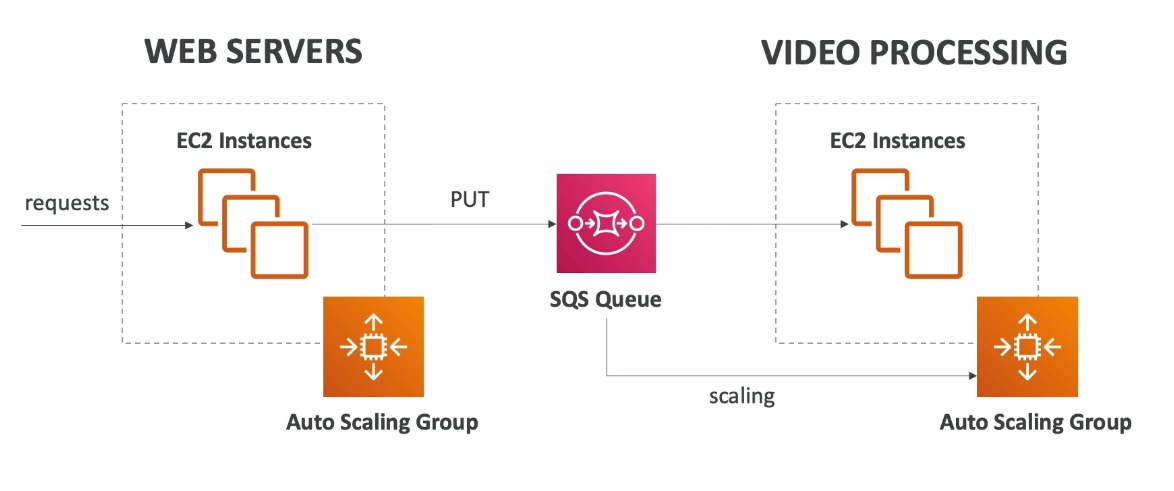 WEB SERVERS
VIDEO PROCESSING
EC2 Instances
EC2 Instances
requests
PUT
SQS Queue
scaling
Auto Scaling Group
Auto Scaling Group